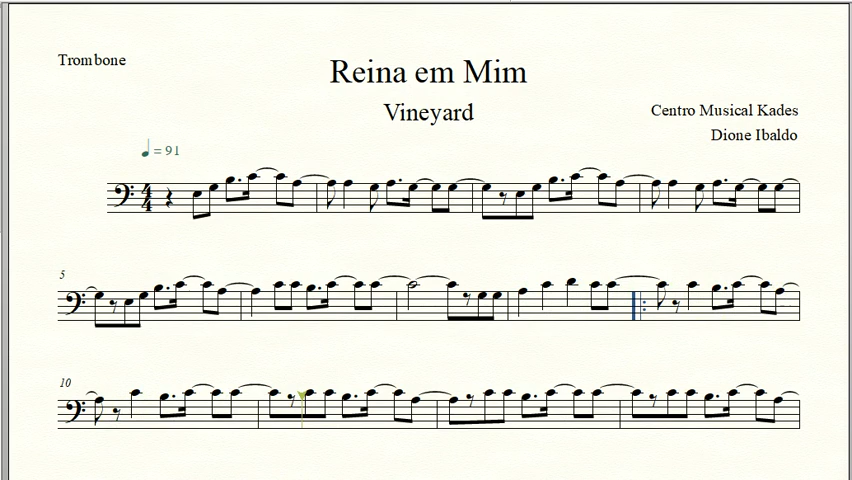 Trombone
Reina em Mim
Vineyard
Centro Musical Kades
Dione Ibaldo
♩ = 91
4
4
5
10